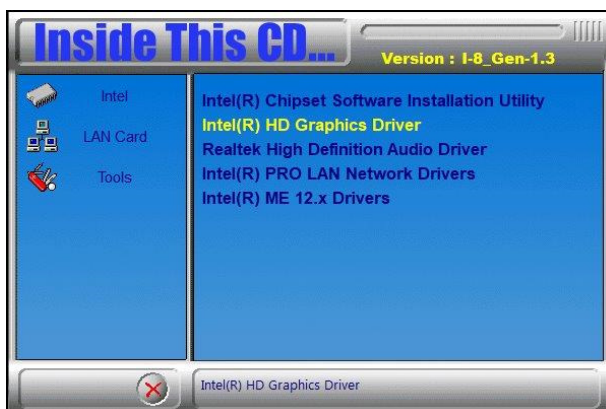 Inside This CD...
Version : I-8_Gen-1.3
Intel
LAN Card
Tools
Intel(R) Chipset Software Installation Utility
Intel(R) HD Graphics Driver
Realtek High Definition Audio Driver
Intel(R) PRO LAN Network Drivers
Intel(R) ME 12.x Drivers
Intel(R) HD Graphics Driver